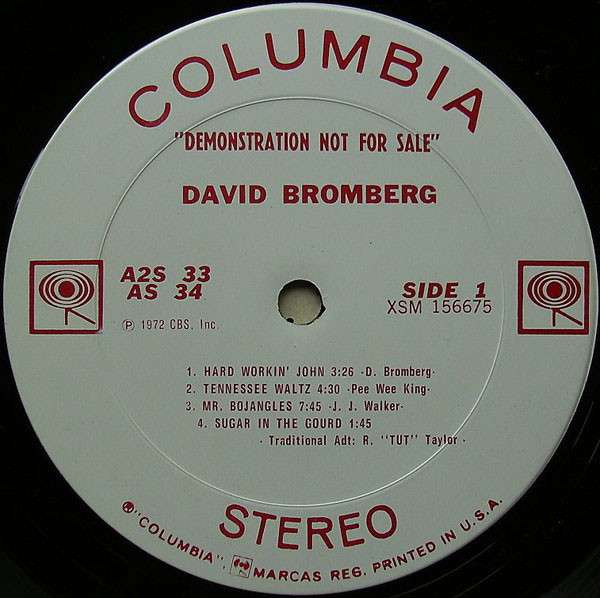 COLUMBIA
"DEMONSTRATION NOT FOR SALE"
DAVID BROMBERG
A2S 33
AS 34
SIDE 1
XSM 156675
℗ 1972 CBS, Inc.
1. HARD WORKIN' JOHN 3:26 -D. Bromberg-
2. TENNESSEE WALTZ 4:30 -Pee Wee King-
3. MR. BOJANGLES 7:45 -J. J. Walker-
4. SUGAR IN THE GOURD 1:45
- Traditional Adt: R. "TUT" Taylor -
STEREO
® "COLUMBIA", MARCAS REG. PRINTED IN U.S.A.